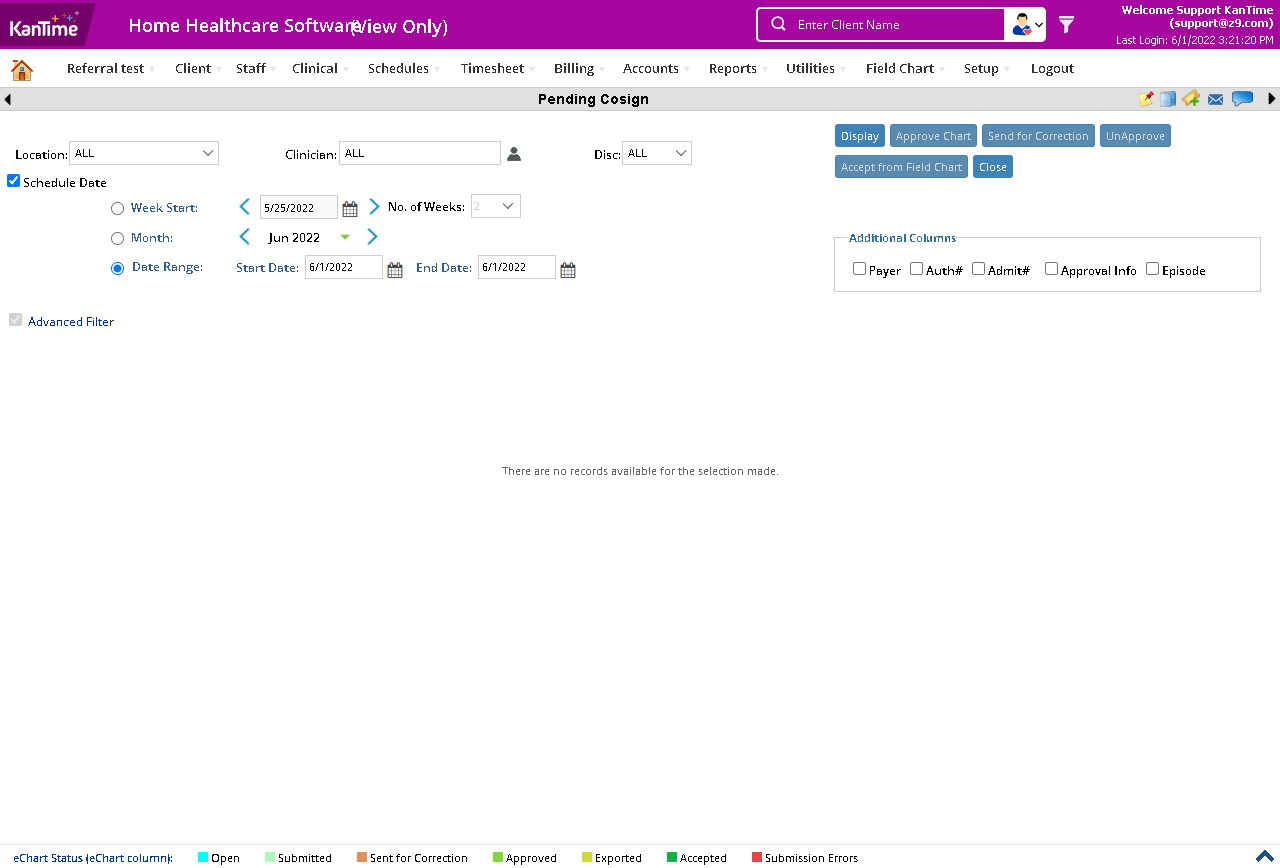 KanTime
Home Healthcare Software (View Only)
Enter Client Name
Welcome Support KanTime
(support@z9.com)
Last Login: 6/1/2022 3:21:20 PM
Referral test Client Staff Clinical Schedules Timesheet Billing Accounts Reports Utilities Field Chart Setup Logout
Pending Cosign
Location: ALL Clinician: ALL Disc: ALL
Display Approve Chart Send for Correction UnApprove
Accept from Field Chart Close
Schedule Date
Week Start: 5/25/2022 No. of Weeks: 2
Month: Jun 2022
Date Range: Start Date: 6/1/2022 End Date: 6/1/2022
Additional Columns
Payer Auth# Admit# Approval Info Episode
Advanced Filter
There are no records available for the selection made.
eChart Status (eChart column): Open Submitted Sent for Correction Approved Exported Accepted Submission Errors